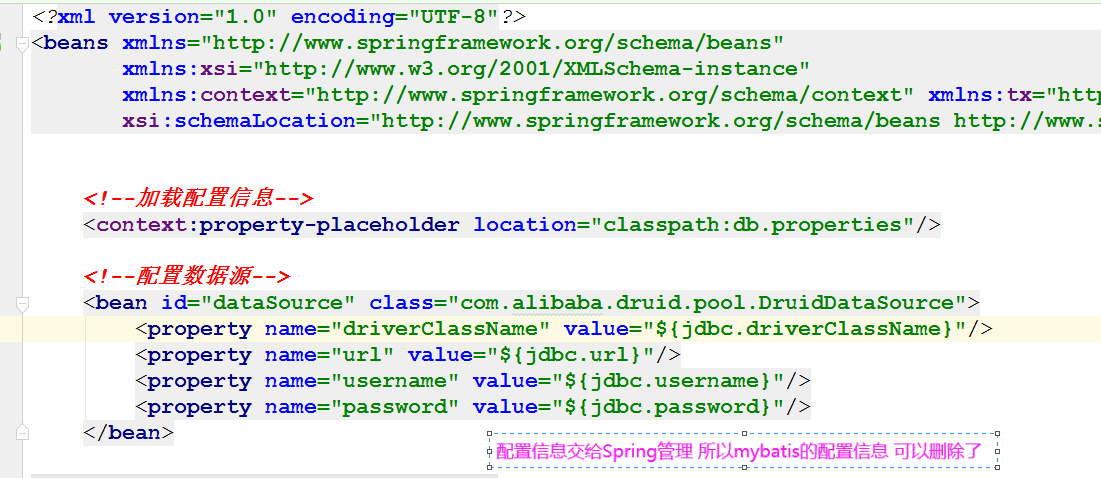 <?xml version="1.0" encoding="UTF-8"?>
<beans xmlns="http://www.springframework.org/schema/beans"
xmlns:xsi="http://www.w3.org/2001/XMLSchema-instance"
xmlns:context="http://www.springframework.org/schema/context" xmlns:tx="http
xsi:schemaLocation="http://www.springframework.org/schema/beans http://www.s
<!--加载配置信息-->
<context:property-placeholder location="classpath:db.properties"/>
<!--配置数据源-->
<bean id="dataSource" class="com.alibaba.druid.pool.DruidDataSource">
<property name="driverClassName" value="${jdbc.driverClassName}"/>
<property name="url" value="${jdbc.url}"/>
<property name="username" value="${jdbc.username}"/>
<property name="password" value="${jdbc.password}"/>
</bean>
配置信息交给Spring管理 所以mybatis的配置信息 可以删除了